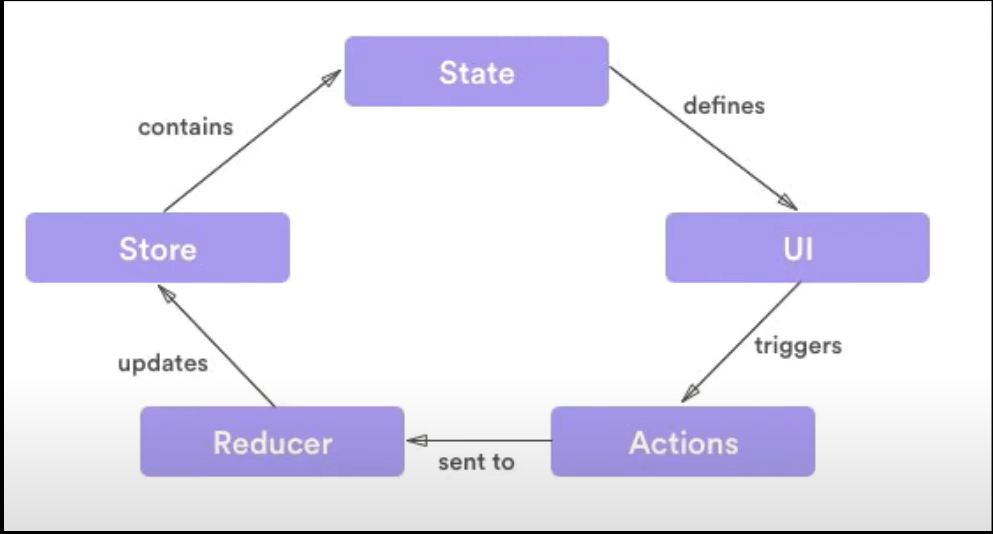 State
defines
contains
Store
UI
triggers
updates
Reducer
sent to
Actions